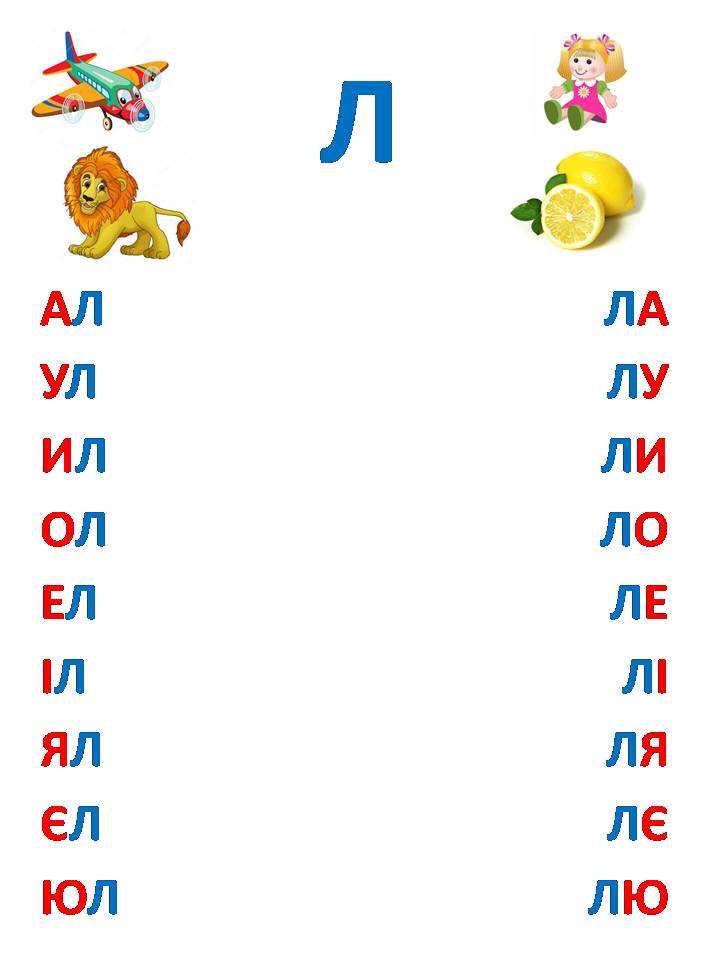 Л
АЛ ЛА
УЛ ЛУ
ИЛ ЛИ
ОЛ ЛО
ЕЛ ЛЕ
ІЛ ЛІ
ЯЛ ЛЯ
ЄЛ ЛЄ
ЮЛ ЛЮ